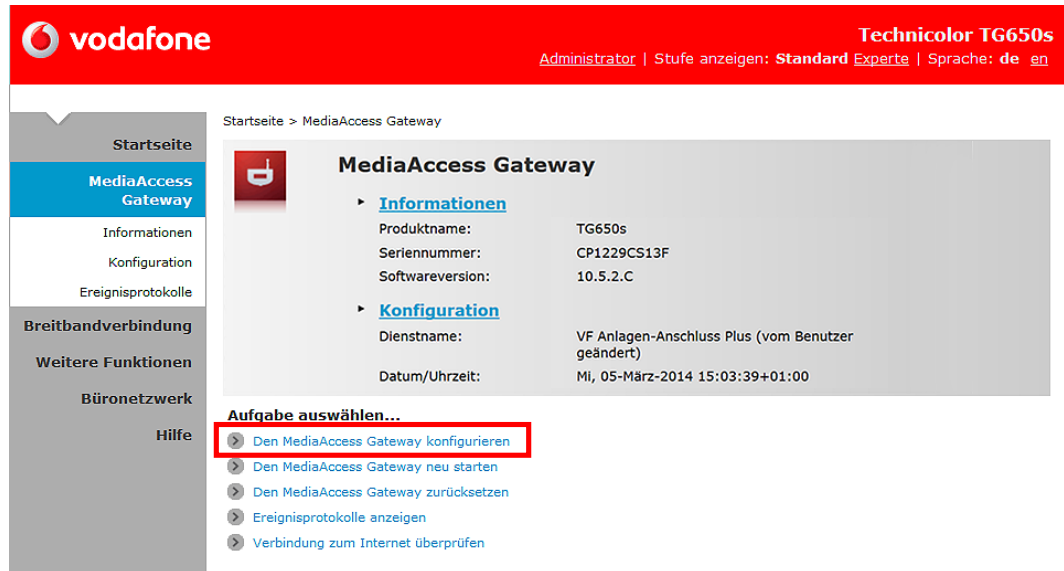 vodafone
Technicolor TG650s
Administrator | Stufe anzeigen: Standard Experte | Sprache: de en
Startseite > MediaAccess Gateway
Startseite
MediaAccess
Gateway
Informationen
Konfiguration
Ereignisprotokolle
Breitbandverbindung
Weitere Funktionen
Büronetzwerk
Hilfe
MediaAccess Gateway
Informationen
Produktname: TG650s
Seriennummer: CP1229CS13F
Softwareversion: 10.5.2.C
Konfiguration
Dienstname: VF Anlagen-Anschluss Plus (vom Benutzer
geändert)
Datum/Uhrzeit: Mi, 05-März-2014 15:03:39+01:00
Aufgabe auswählen...
Den MediaAccess Gateway konfigurieren
Den MediaAccess Gateway neu starten
Den MediaAccess Gateway zurücksetzen
Ereignisprotokolle anzeigen
Verbindung zum Internet überprüfen